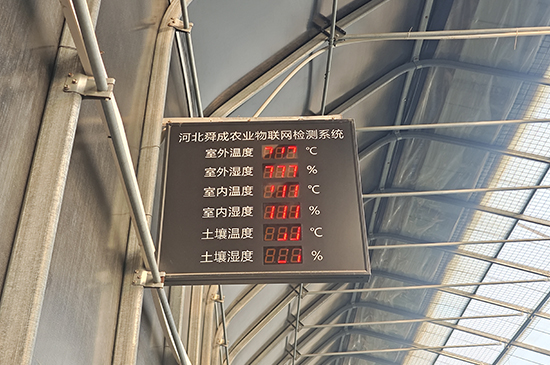 河北舜成农业物联网检测系统
室外温度 ℃
室外湿度 %
室内温度 ℃
室内湿度 %
土壤温度 ℃
土壤湿度 %